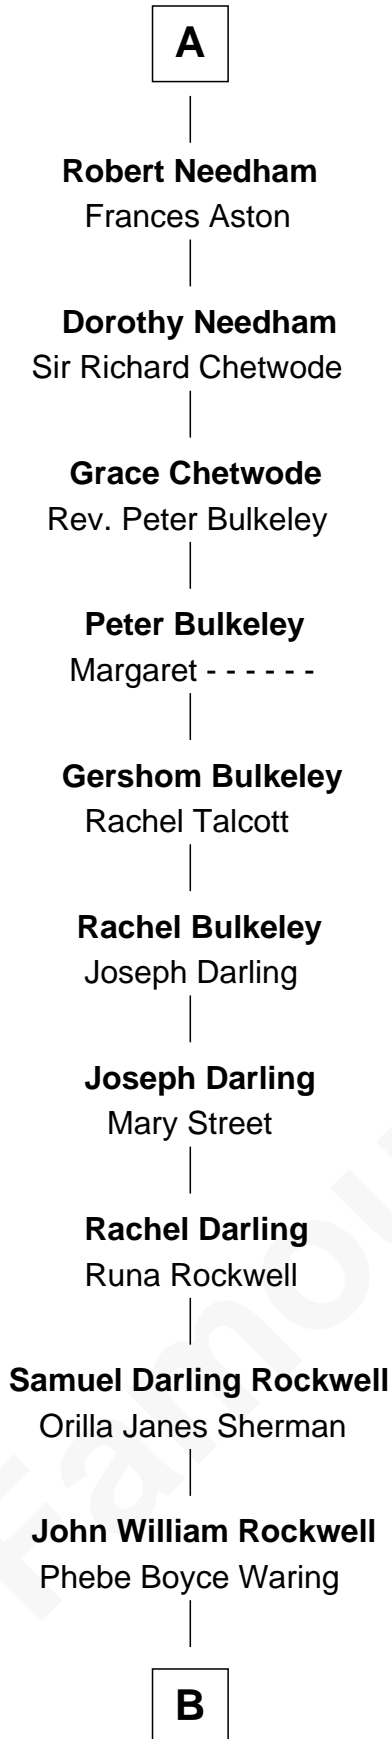 A
Robert Needham
Frances Aston
Dorothy Needham
Sir Richard Chetwode
Grace Chetwode
Rev. Peter Bulkeley
Peter Bulkeley
Margaret - - - - - -
Gershom Bulkeley
Rachel Talcott
Rachel Bulkeley
Joseph Darling
Joseph Darling
Mary Street
Rachel Darling
Runa Rockwell
Samuel Darling Rockwell
Orilla Janes Sherman
John William Rockwell
Phebe Boyce Waring
B
Famou